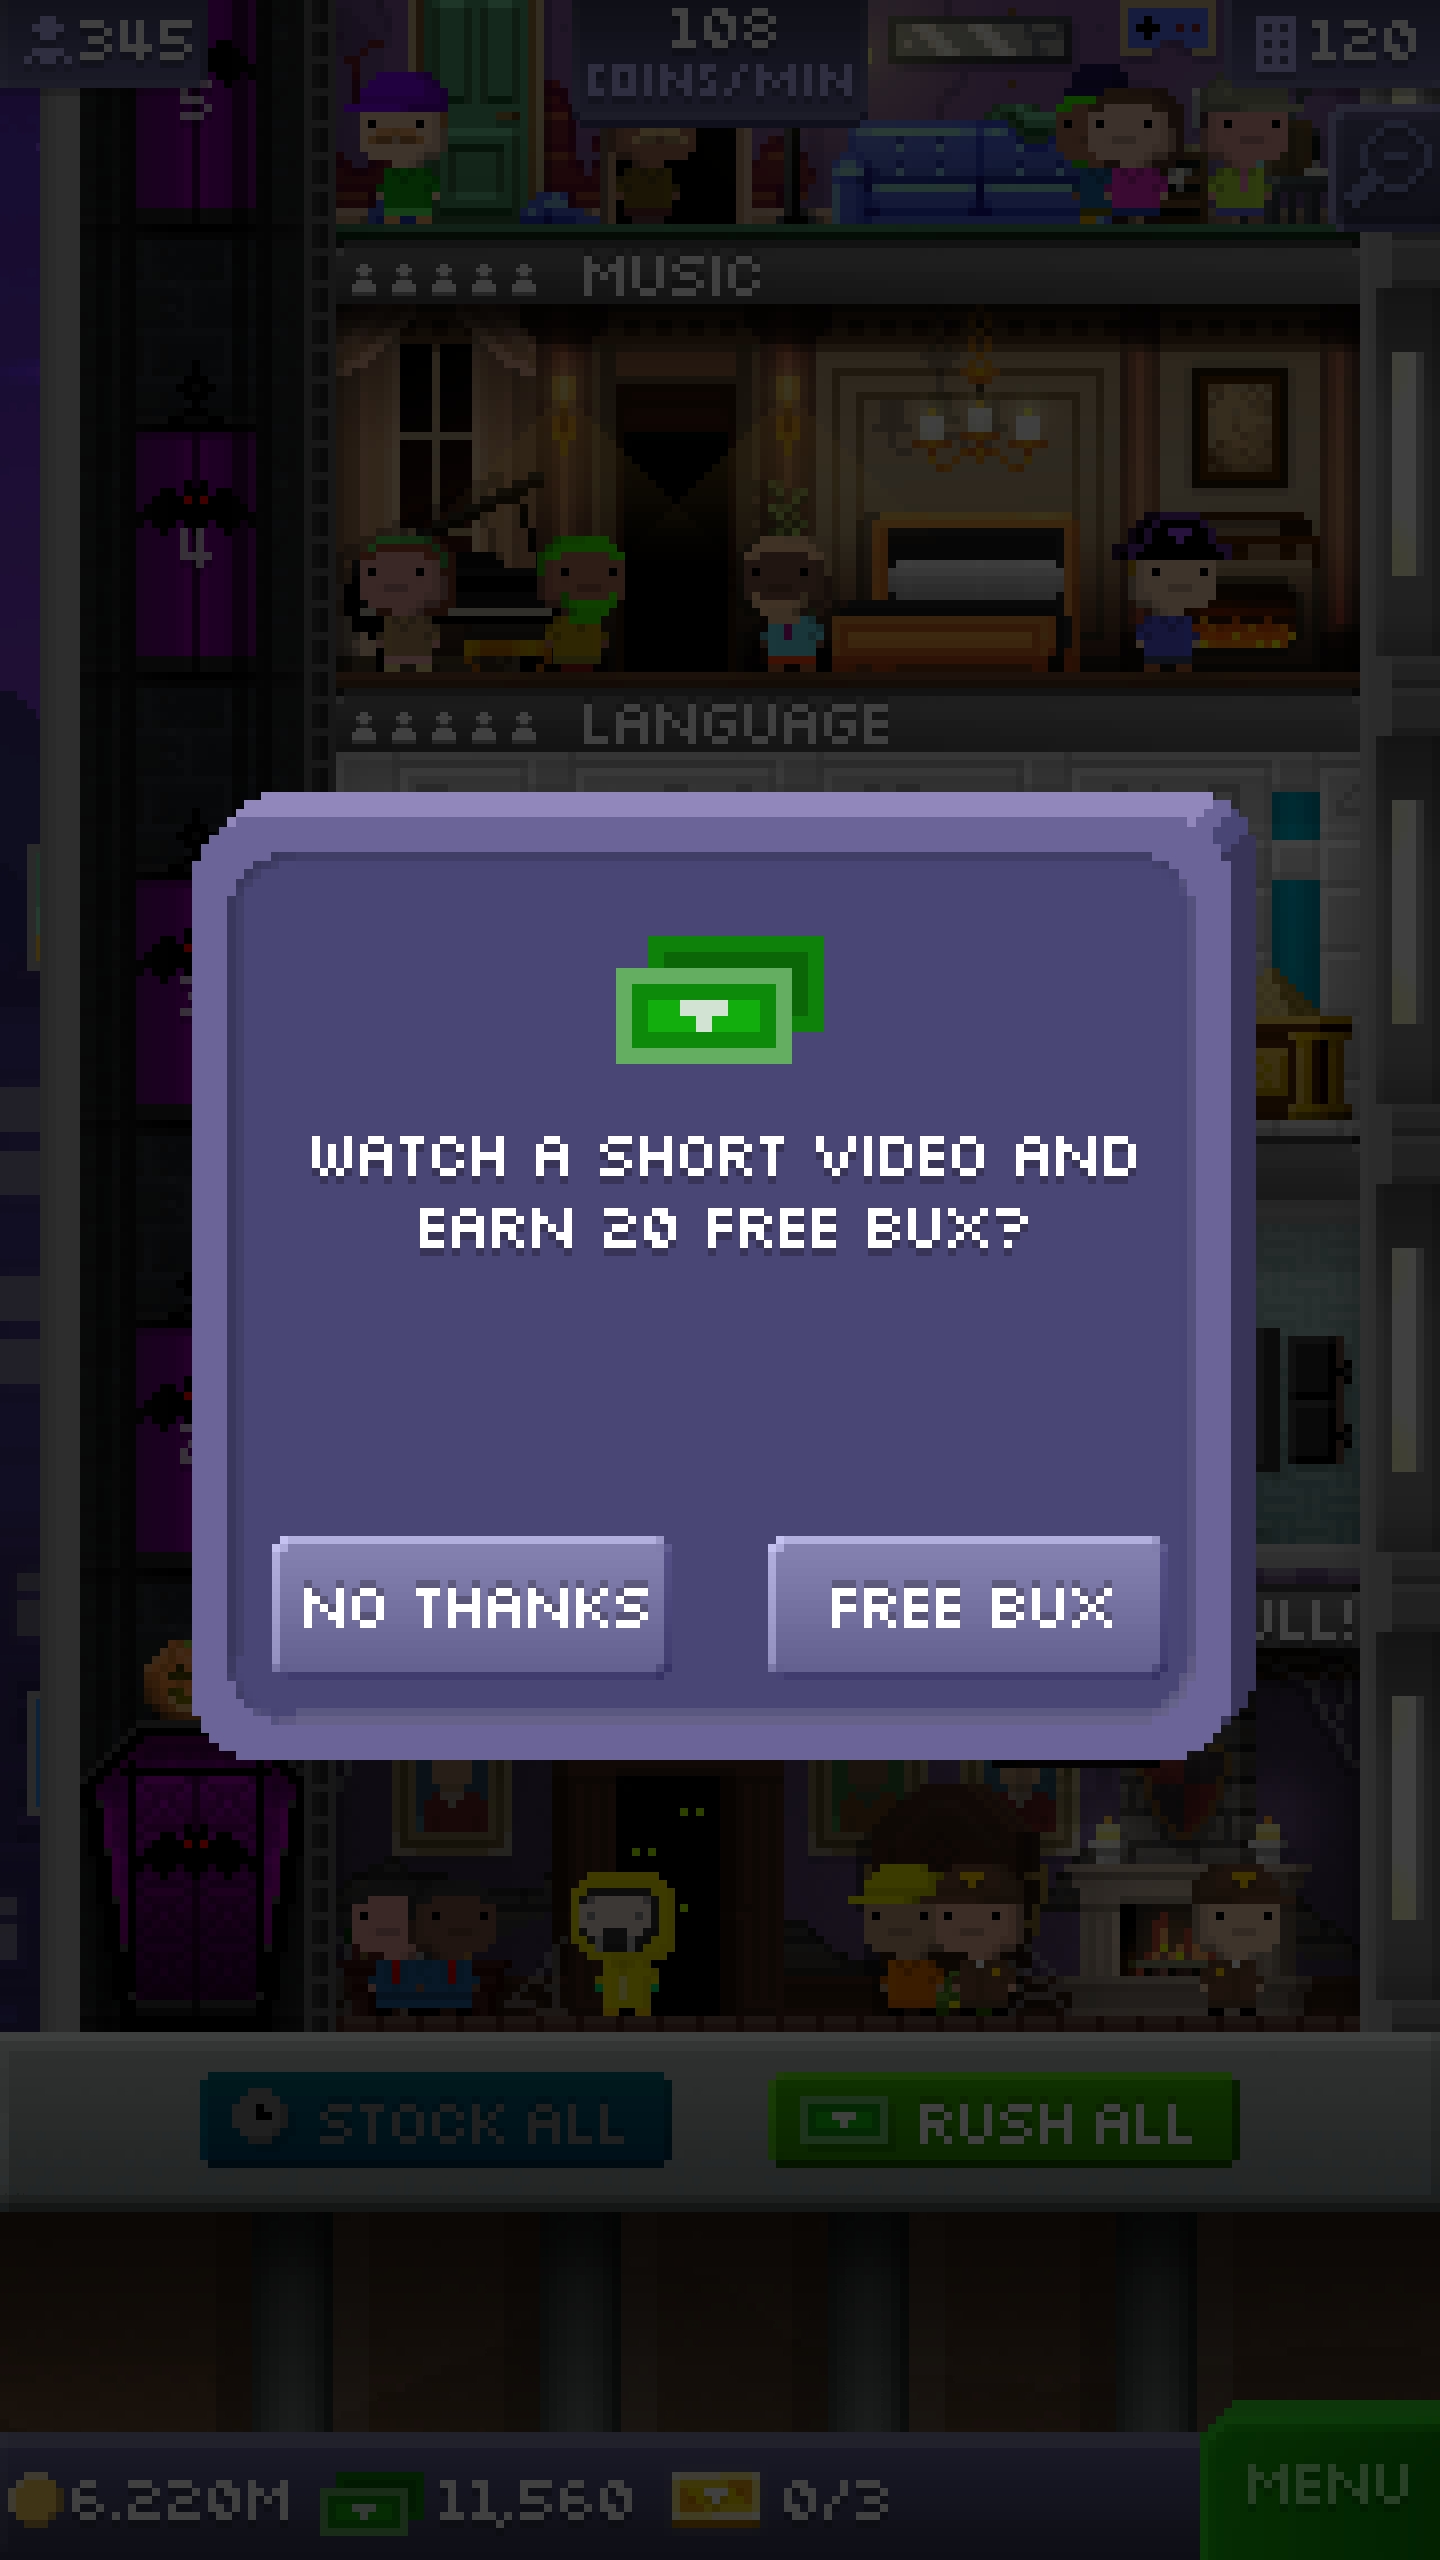 345
108
COINS/MIN
120
5
MUSIC
4
LANGUAGE
WATCH A SHORT VIDEO AND
EARN 20 FREE BUX?
NO THANKS
FREE BUX
STOCK ALL
RUSH ALL
6.220M
11,560
0/3
MENU